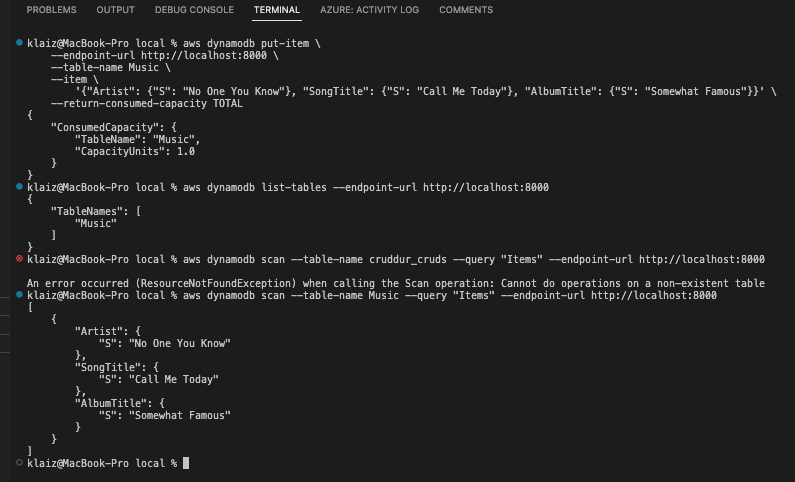 PROBLEMS OUTPUT DEBUG CONSOLE TERMINAL AZURE: ACTIVITY LOG COMMENTS
klaiz@MacBook-Pro local % aws dynamodb put-item \
    --endpoint-url http://localhost:8000 \
    --table-name Music \
    --item \
        '{"Artist": {"S": "No One You Know"}, "SongTitle": {"S": "Call Me Today"}, "AlbumTitle": {"S": "Somewhat Famous"}}' \
    --return-consumed-capacity TOTAL
{
    "ConsumedCapacity": {
        "TableName": "Music",
        "CapacityUnits": 1.0
    }
}
klaiz@MacBook-Pro local % aws dynamodb list-tables --endpoint-url http://localhost:8000
{
    "TableNames": [
        "Music"
    ]
}
klaiz@MacBook-Pro local % aws dynamodb scan --table-name cruddur_cruds --query "Items" --endpoint-url http://localhost:8000
An error occurred (ResourceNotFoundException) when calling the Scan operation: Cannot do operations on a non-existent table
klaiz@MacBook-Pro local % aws dynamodb scan --table-name Music --query "Items" --endpoint-url http://localhost:8000
[
    {
        "Artist": {
            "S": "No One You Know"
        },
        "SongTitle": {
            "S": "Call Me Today"
        },
        "AlbumTitle": {
            "S": "Somewhat Famous"
        }
    }
]
klaiz@MacBook-Pro local %